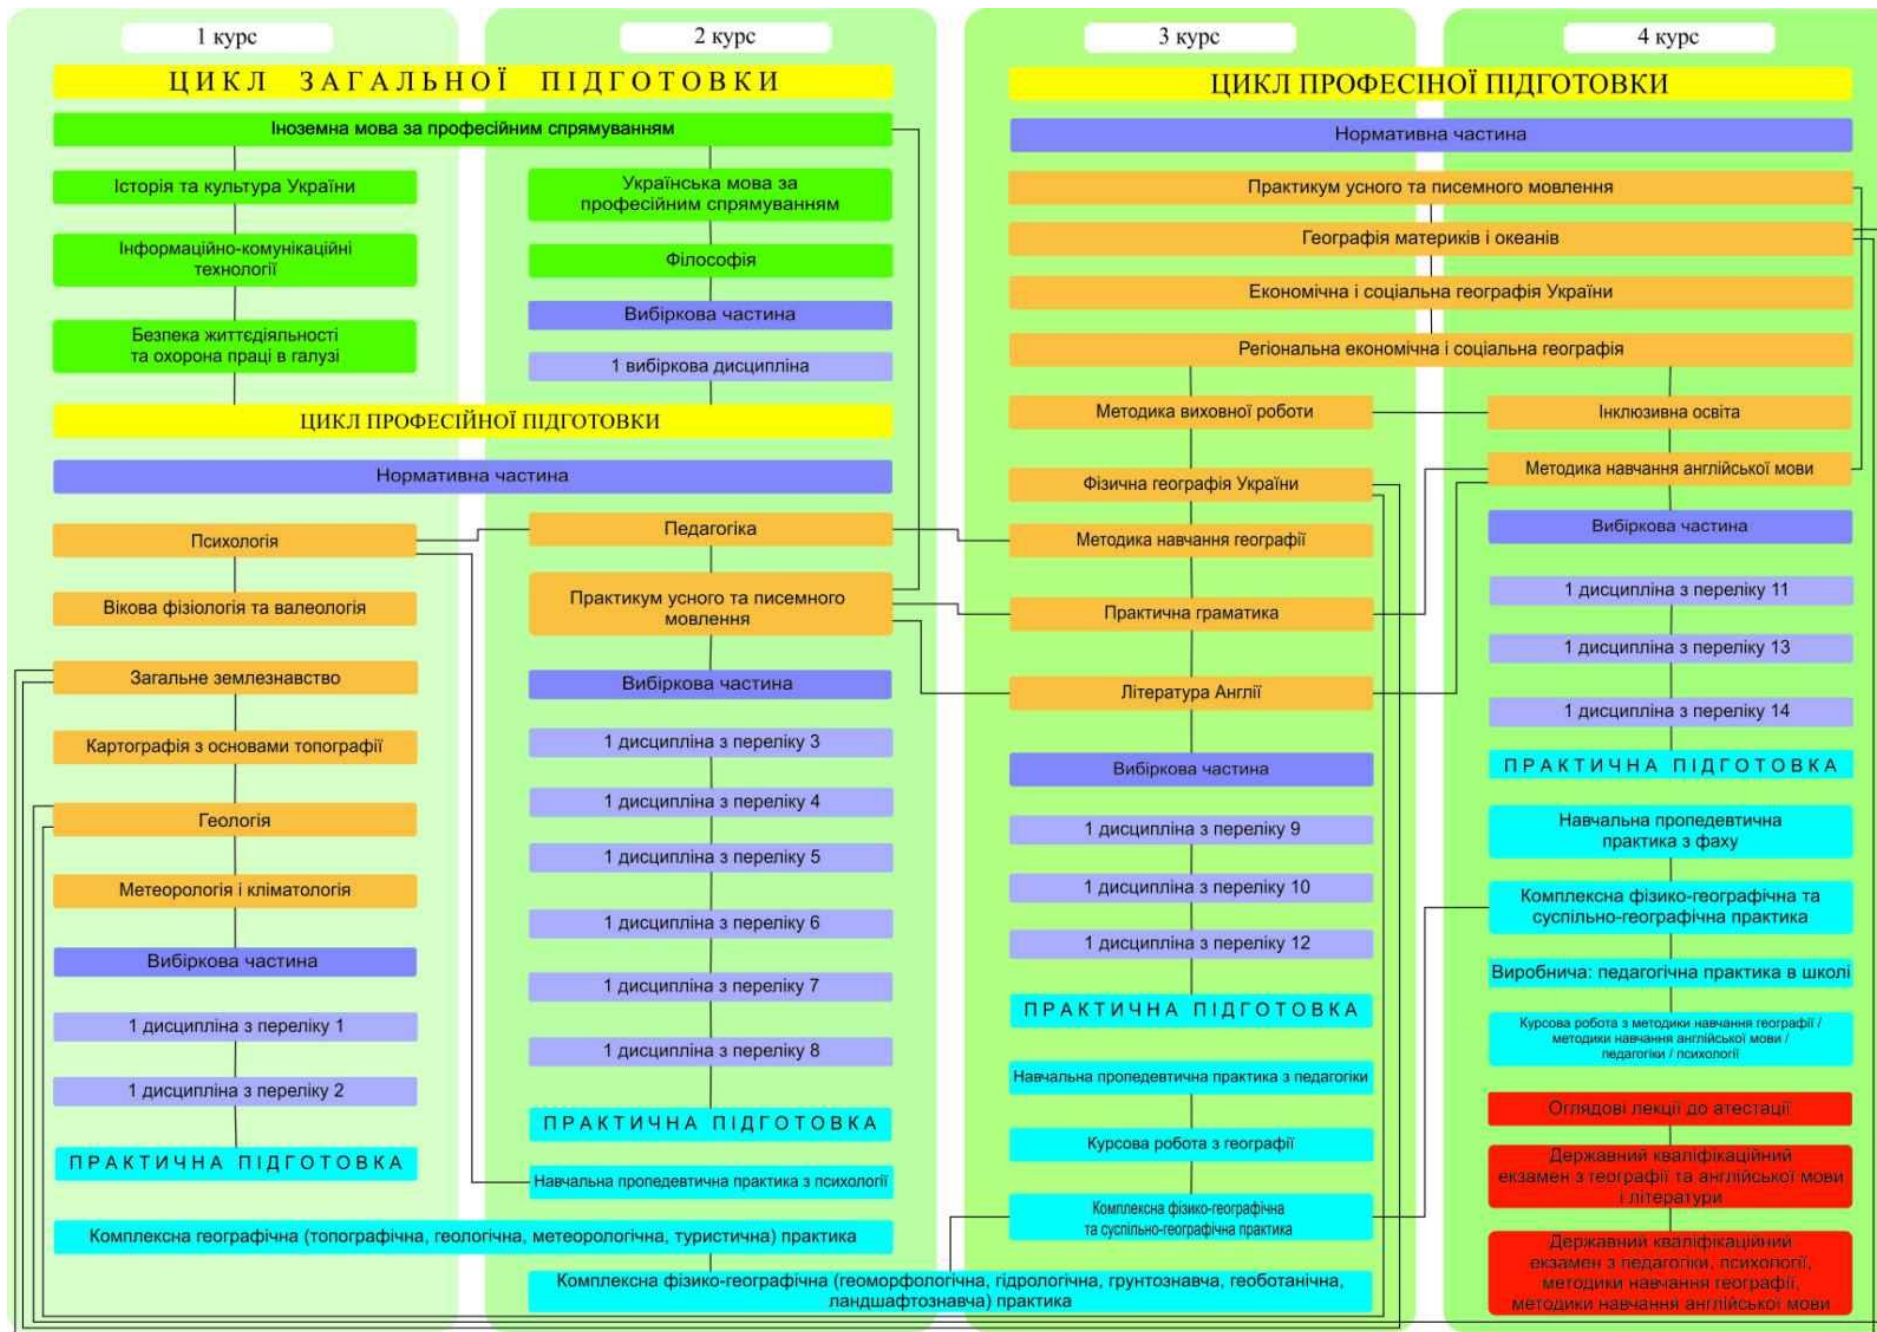 1 курс
2 курс
3 курс
4 курс
ЦИКЛ ЗАГАЛЬНОЇ ПІДГОТОВКИ
Іноземна мова за професійним спрямуванням
Історія та культура України
Інформаційно-комунікаційні
технології
Безпека життєдіяльності
та охорона праці в галузі
Українська мова за
професійним спрямуванням
Філософія
Вибіркова частина
1 вибіркова дисципліна
ЦИКЛ ПРОФЕСІЙНОЇ ПІДГОТОВКИ
Нормативна частина
Психологія
Вікова фізіологія та валеологія
Загальне землезнавство
Картографія з основами топографії
Геологія
Метеорологія і кліматологія
Вибіркова частина
1 дисципліна з переліку 1
1 дисципліна з переліку 2
ПРАКТИЧНА ПІДГОТОВКА
Педагогіка
Практикум усного та писемного
мовлення
Вибіркова частина
1 дисципліна з переліку 3
1 дисципліна з переліку 4
1 дисципліна з переліку 5
1 дисципліна з переліку 6
1 дисципліна з переліку 7
1 дисципліна з переліку 8
ПРАКТИЧНА ПІДГОТОВКА
Навчальна пропедевтична практика з психології
Комплексна географічна (топографічна, геологічна, метеорологічна, туристична) практика
Комплексна фізико-географічна (геоморфологічна, гідрологічна, грунтознавча, геоботанічна,
ландшафтознавча) практика
ЦИКЛ ПРОФЕСІНОЇ ПІДГОТОВКИ
Нормативна частина
Практикум усного та писемного мовлення
Географія материків і океанів
Економічна і соціальна географія України
Регіональна економічна і соціальна географія
Методика виховної роботи
Фізична географія України
Методика навчання географії
Практична граматика
Література Англії
Вибіркова частина
1 дисципліна з переліку 9
1 дисципліна з переліку 10
1 дисципліна з переліку 12
ПРАКТИЧНА ПІДГОТОВКА
Навчальна пропедевтична практика з педагогіки
Курсова робота з географії
Комплексна фізико-географічна
та суспільно-географічна практика
Інклюзивна освіта
Методика навчання англійської мови
Вибіркова частина
1 дисципліна з переліку 11
1 дисципліна з переліку 13
1 дисципліна з переліку 14
ПРАКТИЧНА ПІДГОТОВКА
Навчальна пропедевтична
практика з фаху
Комплексна фізико-географічна та
суспільно-географічна практика
Виробнича: педагогічна практика в школі
Курсова робота з методики навчання географії /
методики навчання англійської мови /
педагогіки / психології
Оглядові лекції до атестації
Державний кваліфікаційний
екзамен з географії та англійської мови
і літератури
Державний кваліфікаційний
екзамен з педагогіки, психології,
методики навчання географії,
методики навчання англійської мови